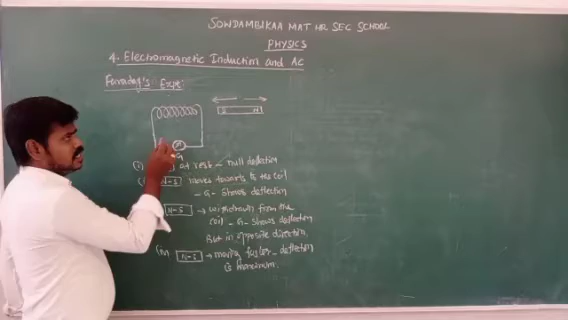 SOWDAMBIKAA MAT HR SEC SCHOOL
PHYSICS
4. Electromagnetic Induction and AC
Faraday's Expt:
S N
G
at rest - null deflection
N-S moves towards to the coil
- G- Shows deflection
N-S → withdrawn from the
coil - G- shows deflection
But in opposite direction.
(iv) N-S → moving faster - deflection
is maximum.